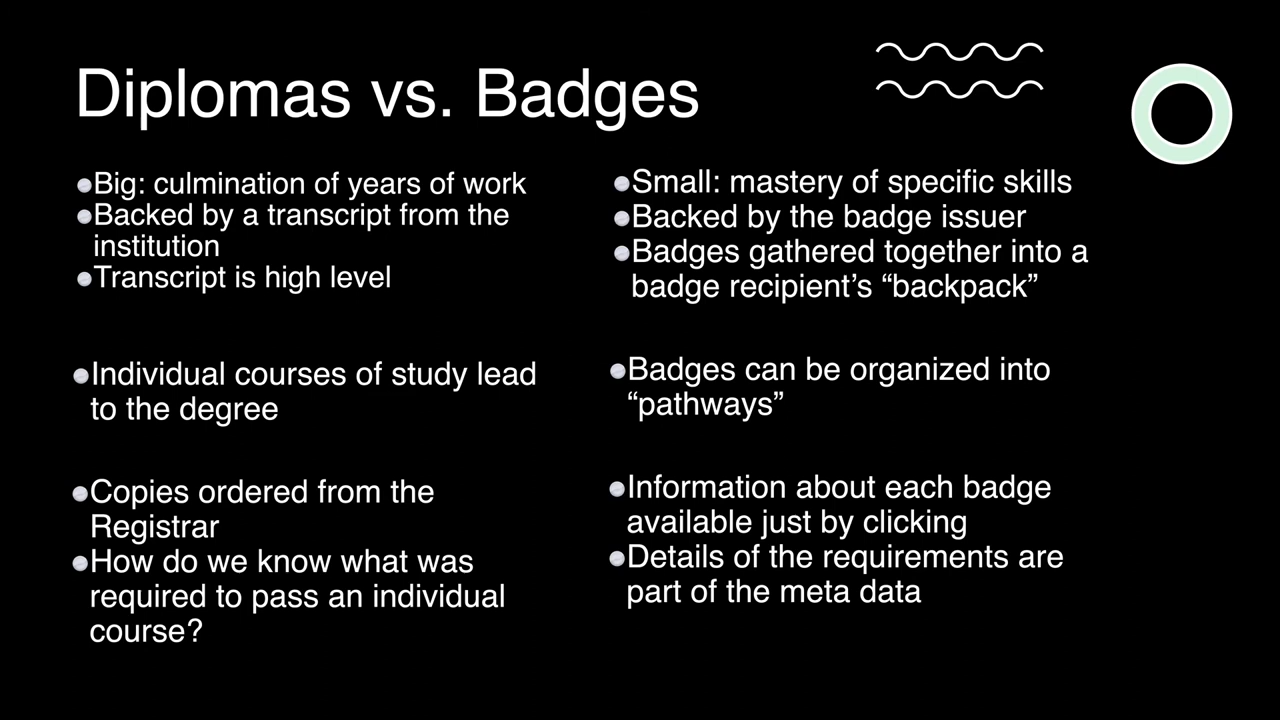 Diplomas vs. Badges
●Big: culmination of years of work
●Backed by a transcript from the
institution
●Transcript is high level
●Individual courses of study lead
to the degree
●Copies ordered from the
Registrar
●How do we know what was
required to pass an individual
course?
●Small: mastery of specific skills
●Backed by the badge issuer
●Badges gathered together into a
badge recipient’s “backpack”
●Badges can be organized into
“pathways”
●Information about each badge
available just by clicking
●Details of the requirements are
part of the meta data